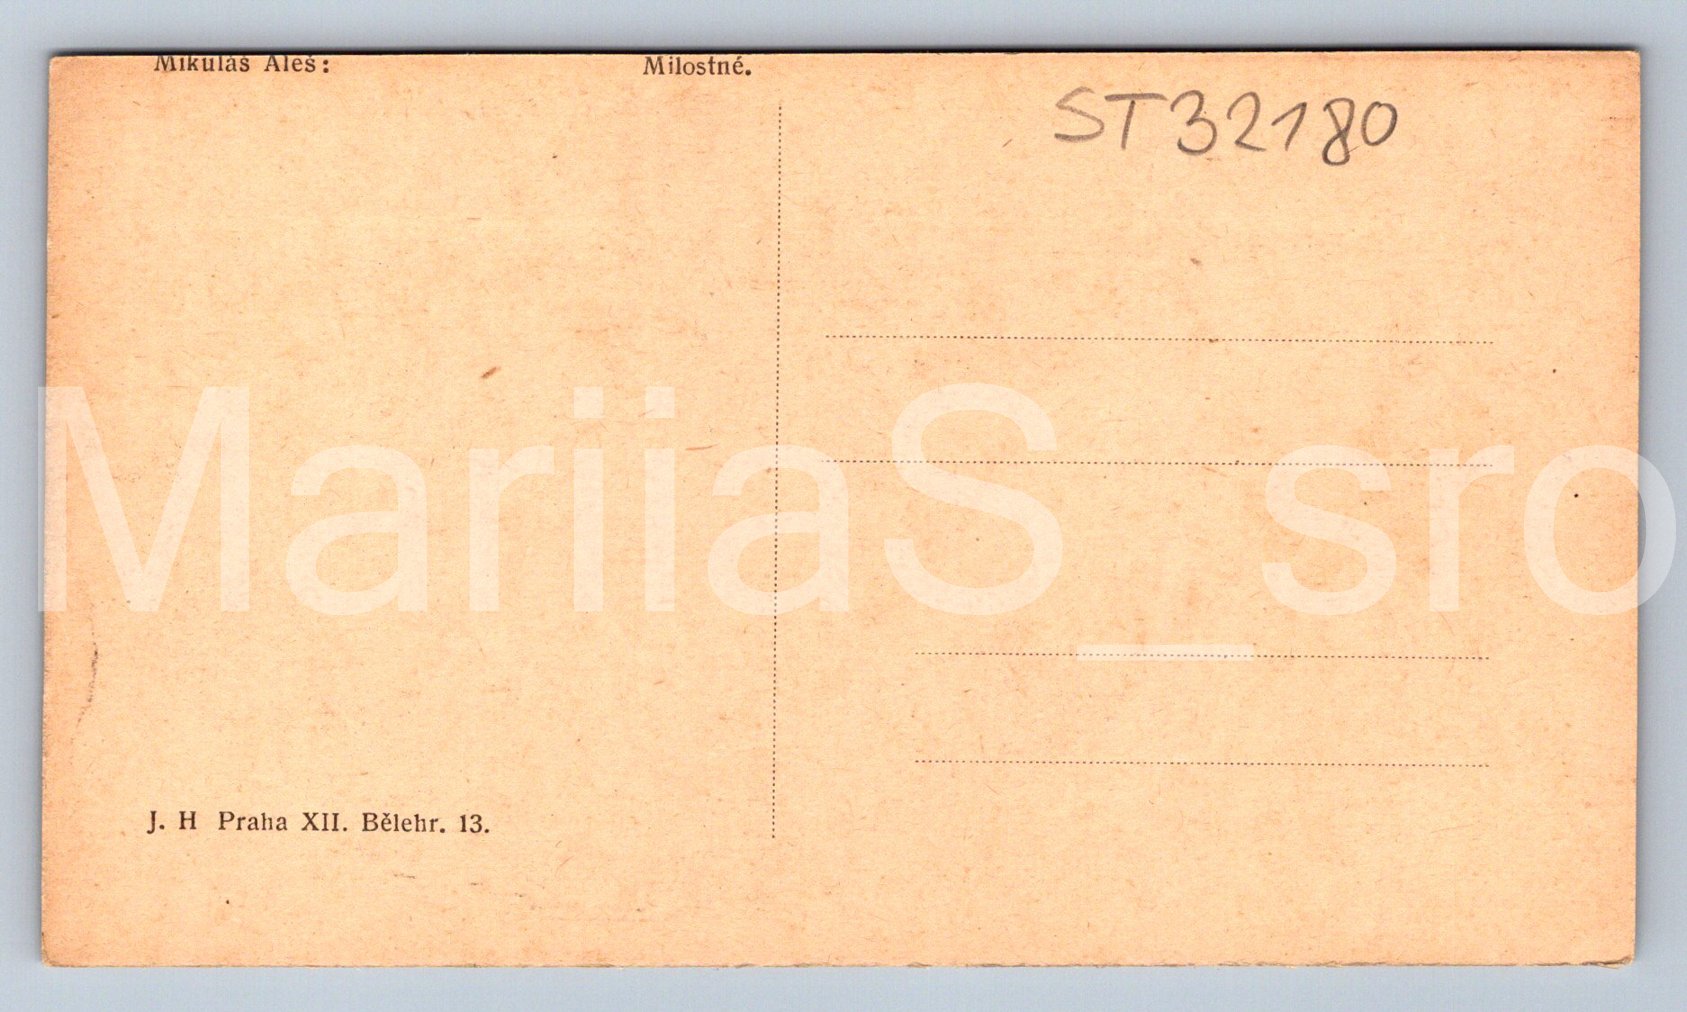 Mikuláš Aleš: Milostné.
ST32180
MariiaS_sro
J. H Praha XII. Bělehr. 13.